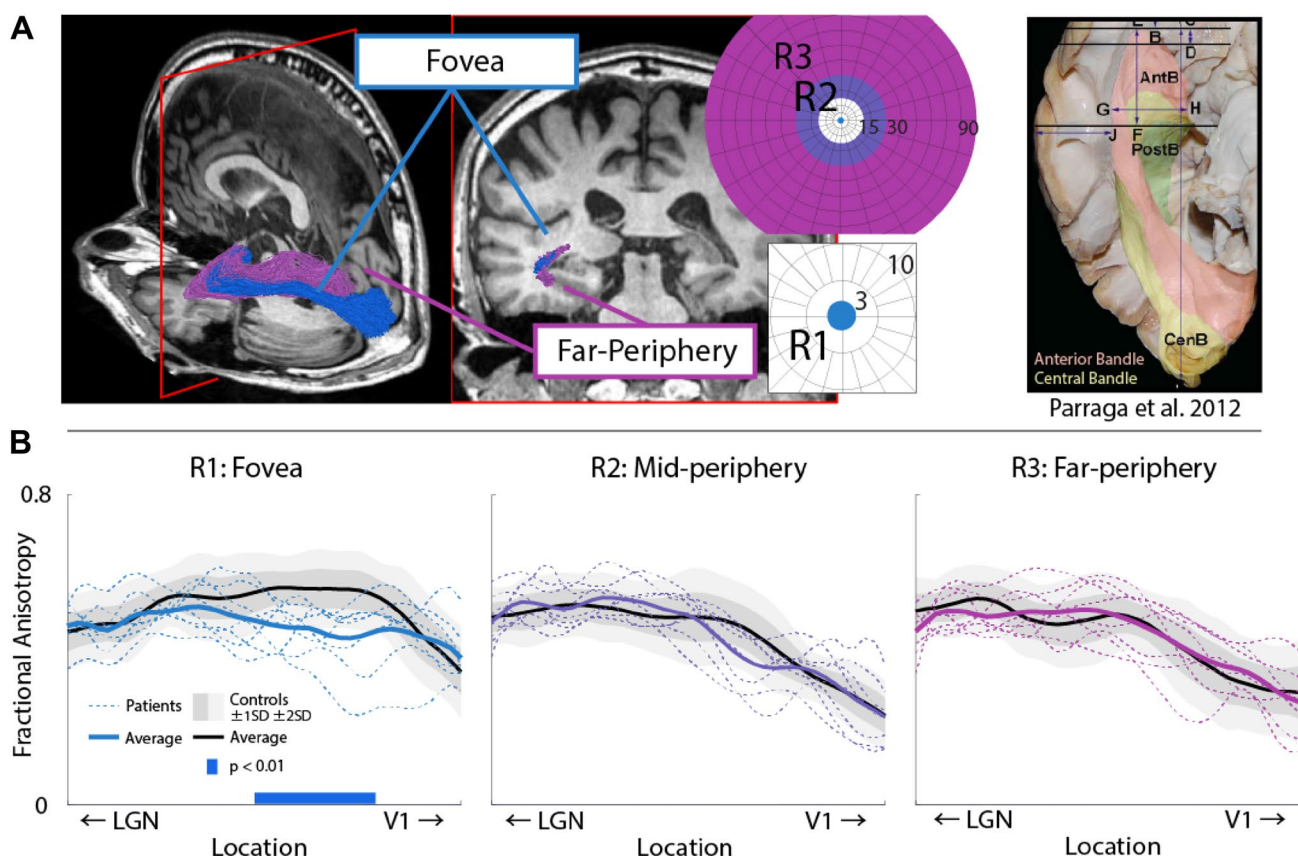 A
Fovea
Far-Periphery
R3
R2
15
30
90
10
3
R1
B
D
AntB
G
H
J
F
PostB
CenB
Anterior Bandle
Central Bandle
Parraga et al. 2012
B
R1: Fovea
R2: Mid-periphery
R3: Far-periphery
0.8
Fractional Anisotropy
Patients
Controls
±1SD ±2SD
Average
Average
p < 0.01
0
← LGN
V1 →
← LGN
V1 →
← LGN
V1 →
Location
Location
Location